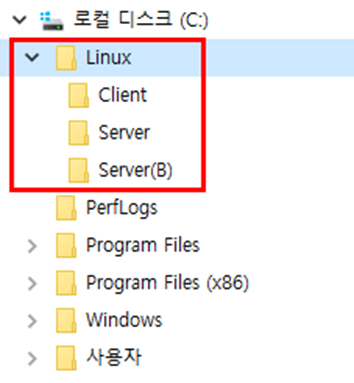 로컬 디스크 (C:)
Linux
Client
Server
Server(B)
PerfLogs
Program Files
Program Files (x86)
Windows
사용자